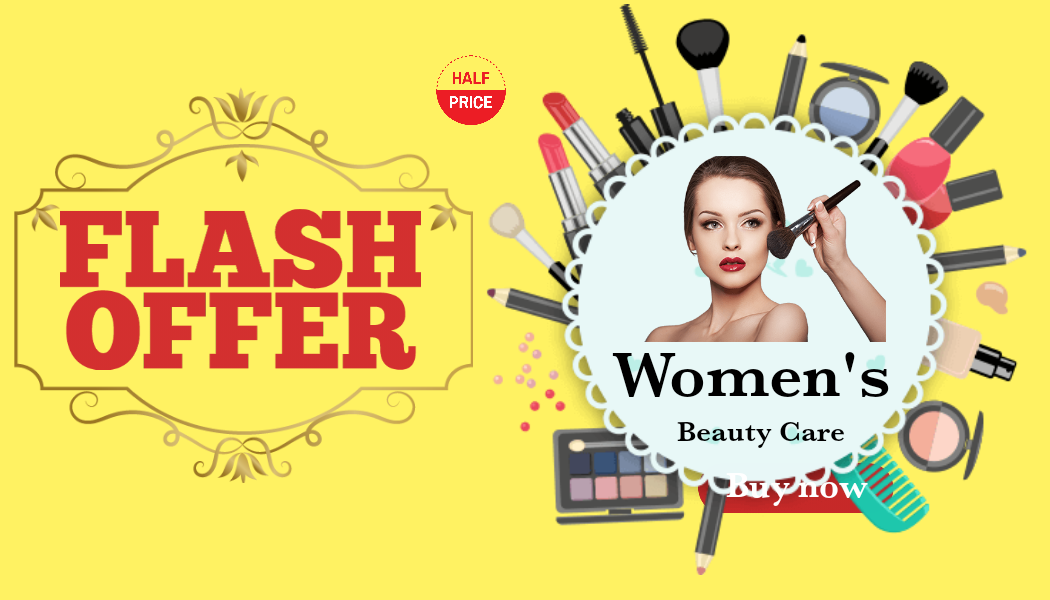 HALF
PRICE
FLASH
OFFER
Women's
Beauty Care
Buy now